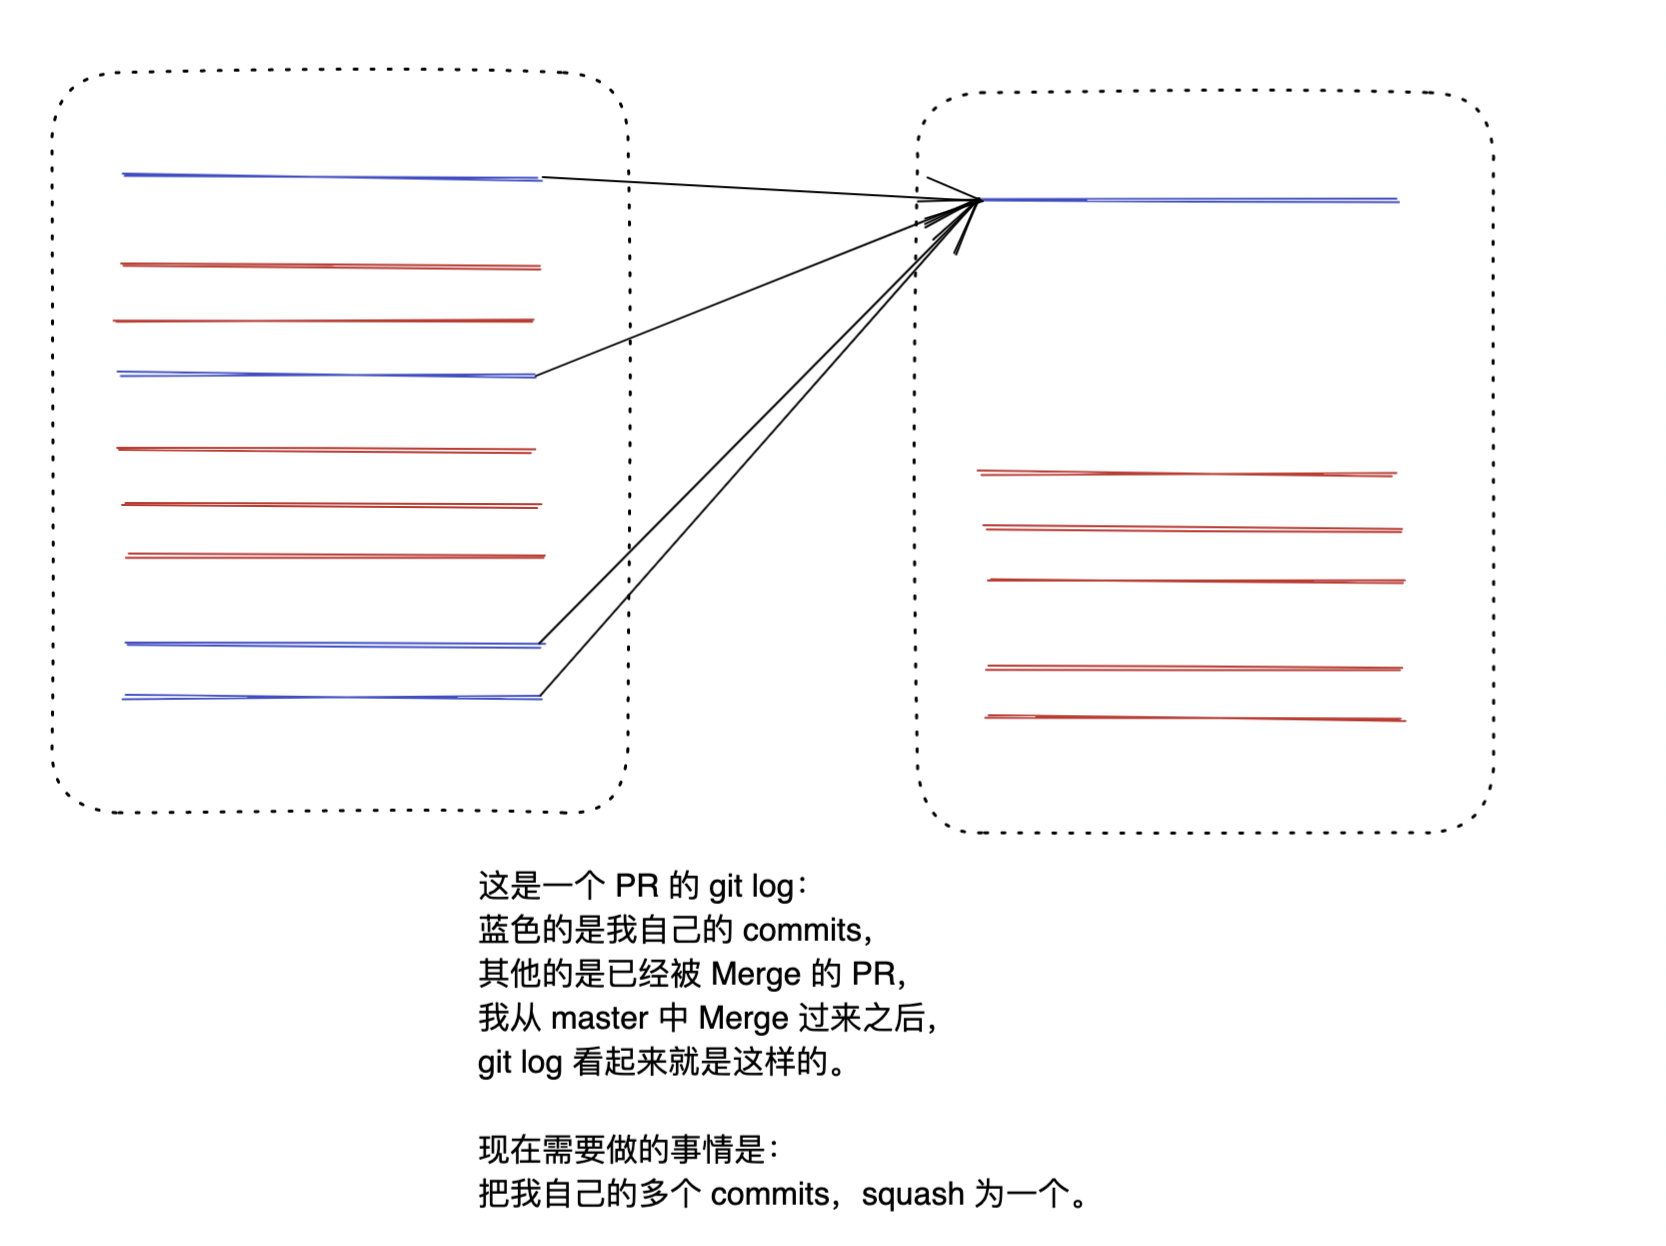 这是一个 PR 的 git log：
蓝色的是我自己的 commits，
其他的是已经被 Merge 的 PR，
我从 master 中 Merge 过来之后，
git log 看起来就是这样的。
现在需要做的事情是：
把我自己的多个 commits，squash 为一个。